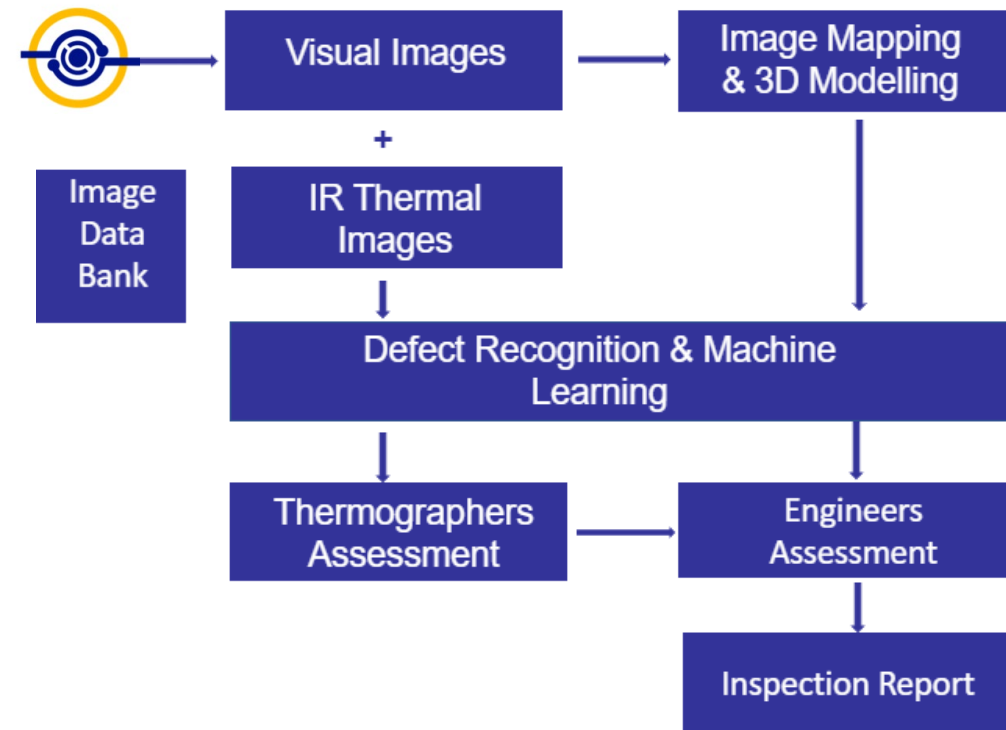 Visual Images
Image Mapping
& 3D Modelling
+
Image
Data
Bank
IR Thermal
Images
Defect Recognition & Machine
Learning
Thermographers
Assessment
Engineers
Assessment
Inspection Report